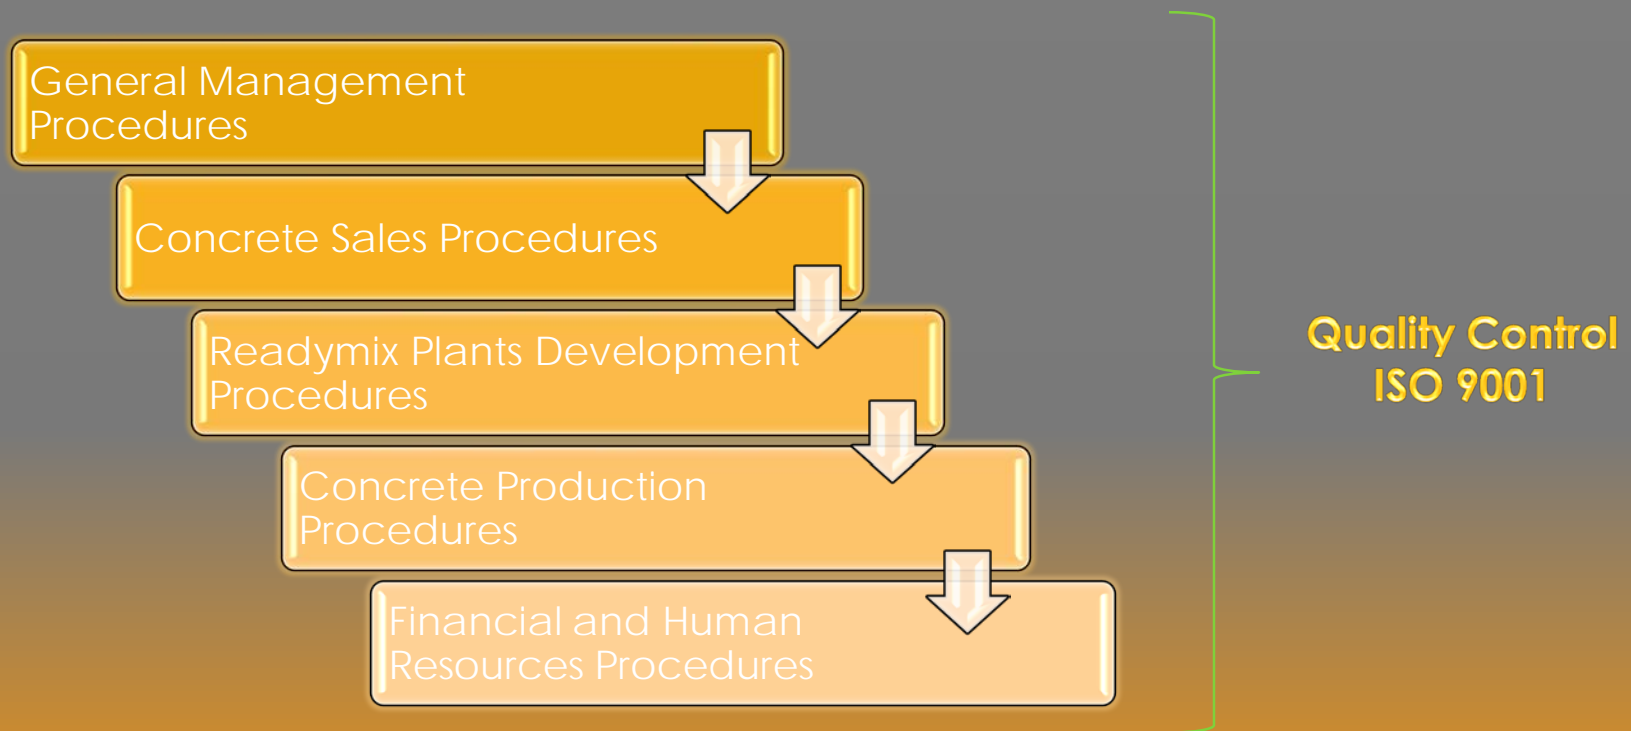 General Management
Procedures
Concrete Sales Procedures
Readymix Plants Development
Procedures
Concrete Production
Procedures
Financial and Human
Resources Procedures
Quality Control
ISO 9001